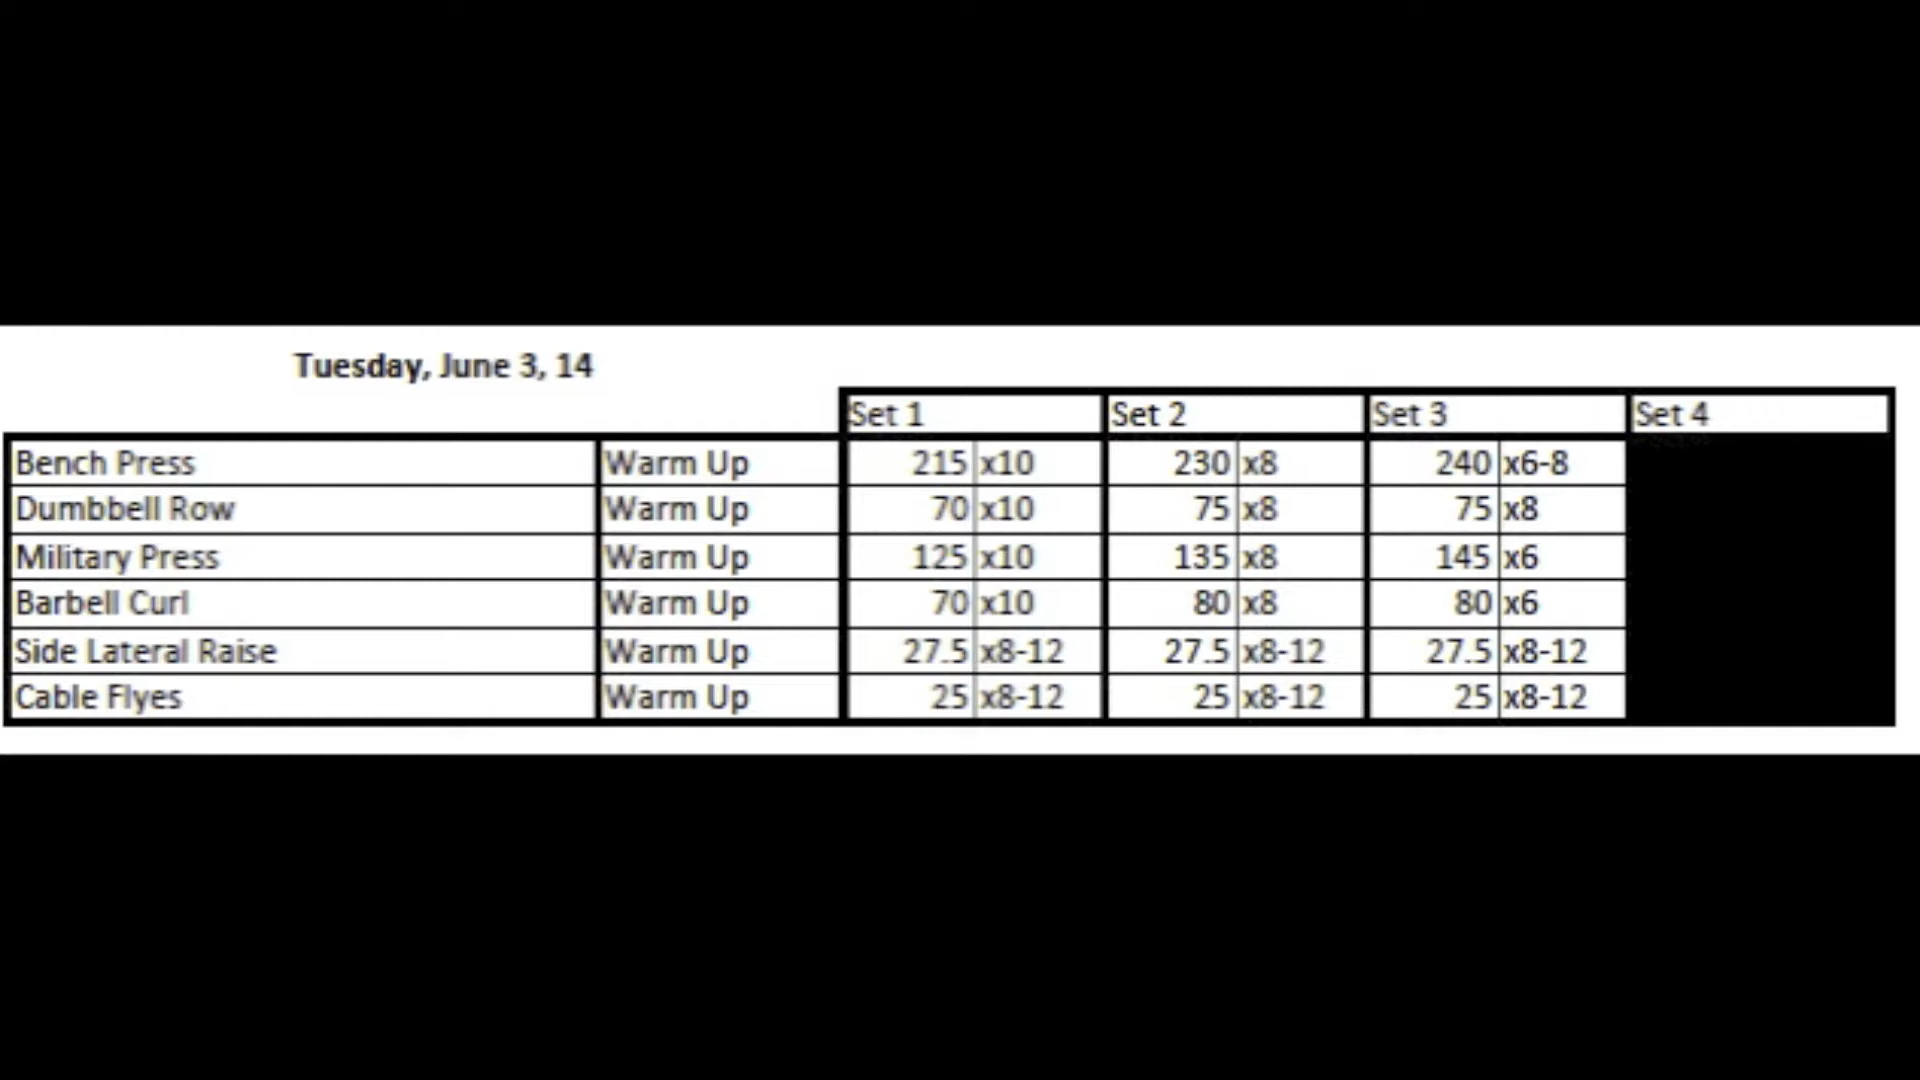 Tuesday, June 3, 14
Set 1 Set 2 Set 3 Set 4
Bench Press Warm Up 215 x10 230 x8 240 x6-8
Dumbbell Row Warm Up 70 x10 75 x8 75 x8
Military Press Warm Up 125 x10 135 x8 145 x6
Barbell Curl Warm Up 70 x10 80 x8 80 x6
Side Lateral Raise Warm Up 27.5 x8-12 27.5 x8-12 27.5 x8-12
Cable Flyes Warm Up 25 x8-12 25 x8-12 25 x8-12